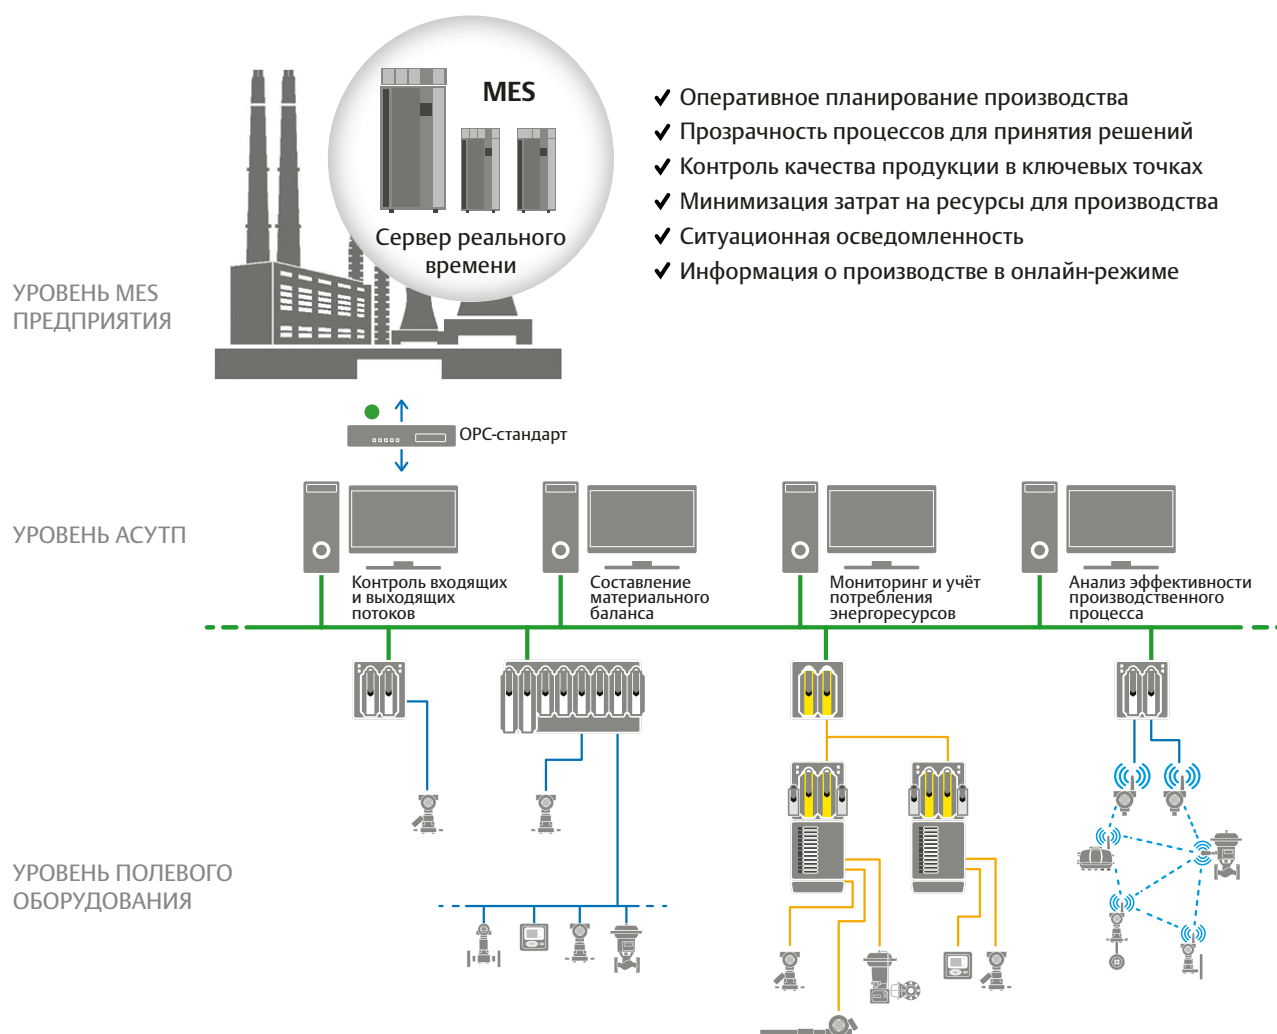 MES
✔ Оперативное планирование производства
✔ Прозрачность процессов для принятия решений
✔ Контроль качества продукции в ключевых точках
✔ Минимизация затрат на ресурсы для производства
✔ Ситуационная осведомленность
✔ Информация о производстве в онлайн-режиме
Сервер реального
времени
УРОВЕНЬ MES
ПРЕДПРИЯТИЯ
OPC-стандарт
УРОВЕНЬ АСУТП
Контроль входящих
и выходящих
потоков
Составление
материального
баланса
Мониторинг и учёт
потребления
энергоресурсов
Анализ эффективности
производственного
процесса
УРОВЕНЬ ПОЛЕВОГО
ОБОРУДОВАНИЯ